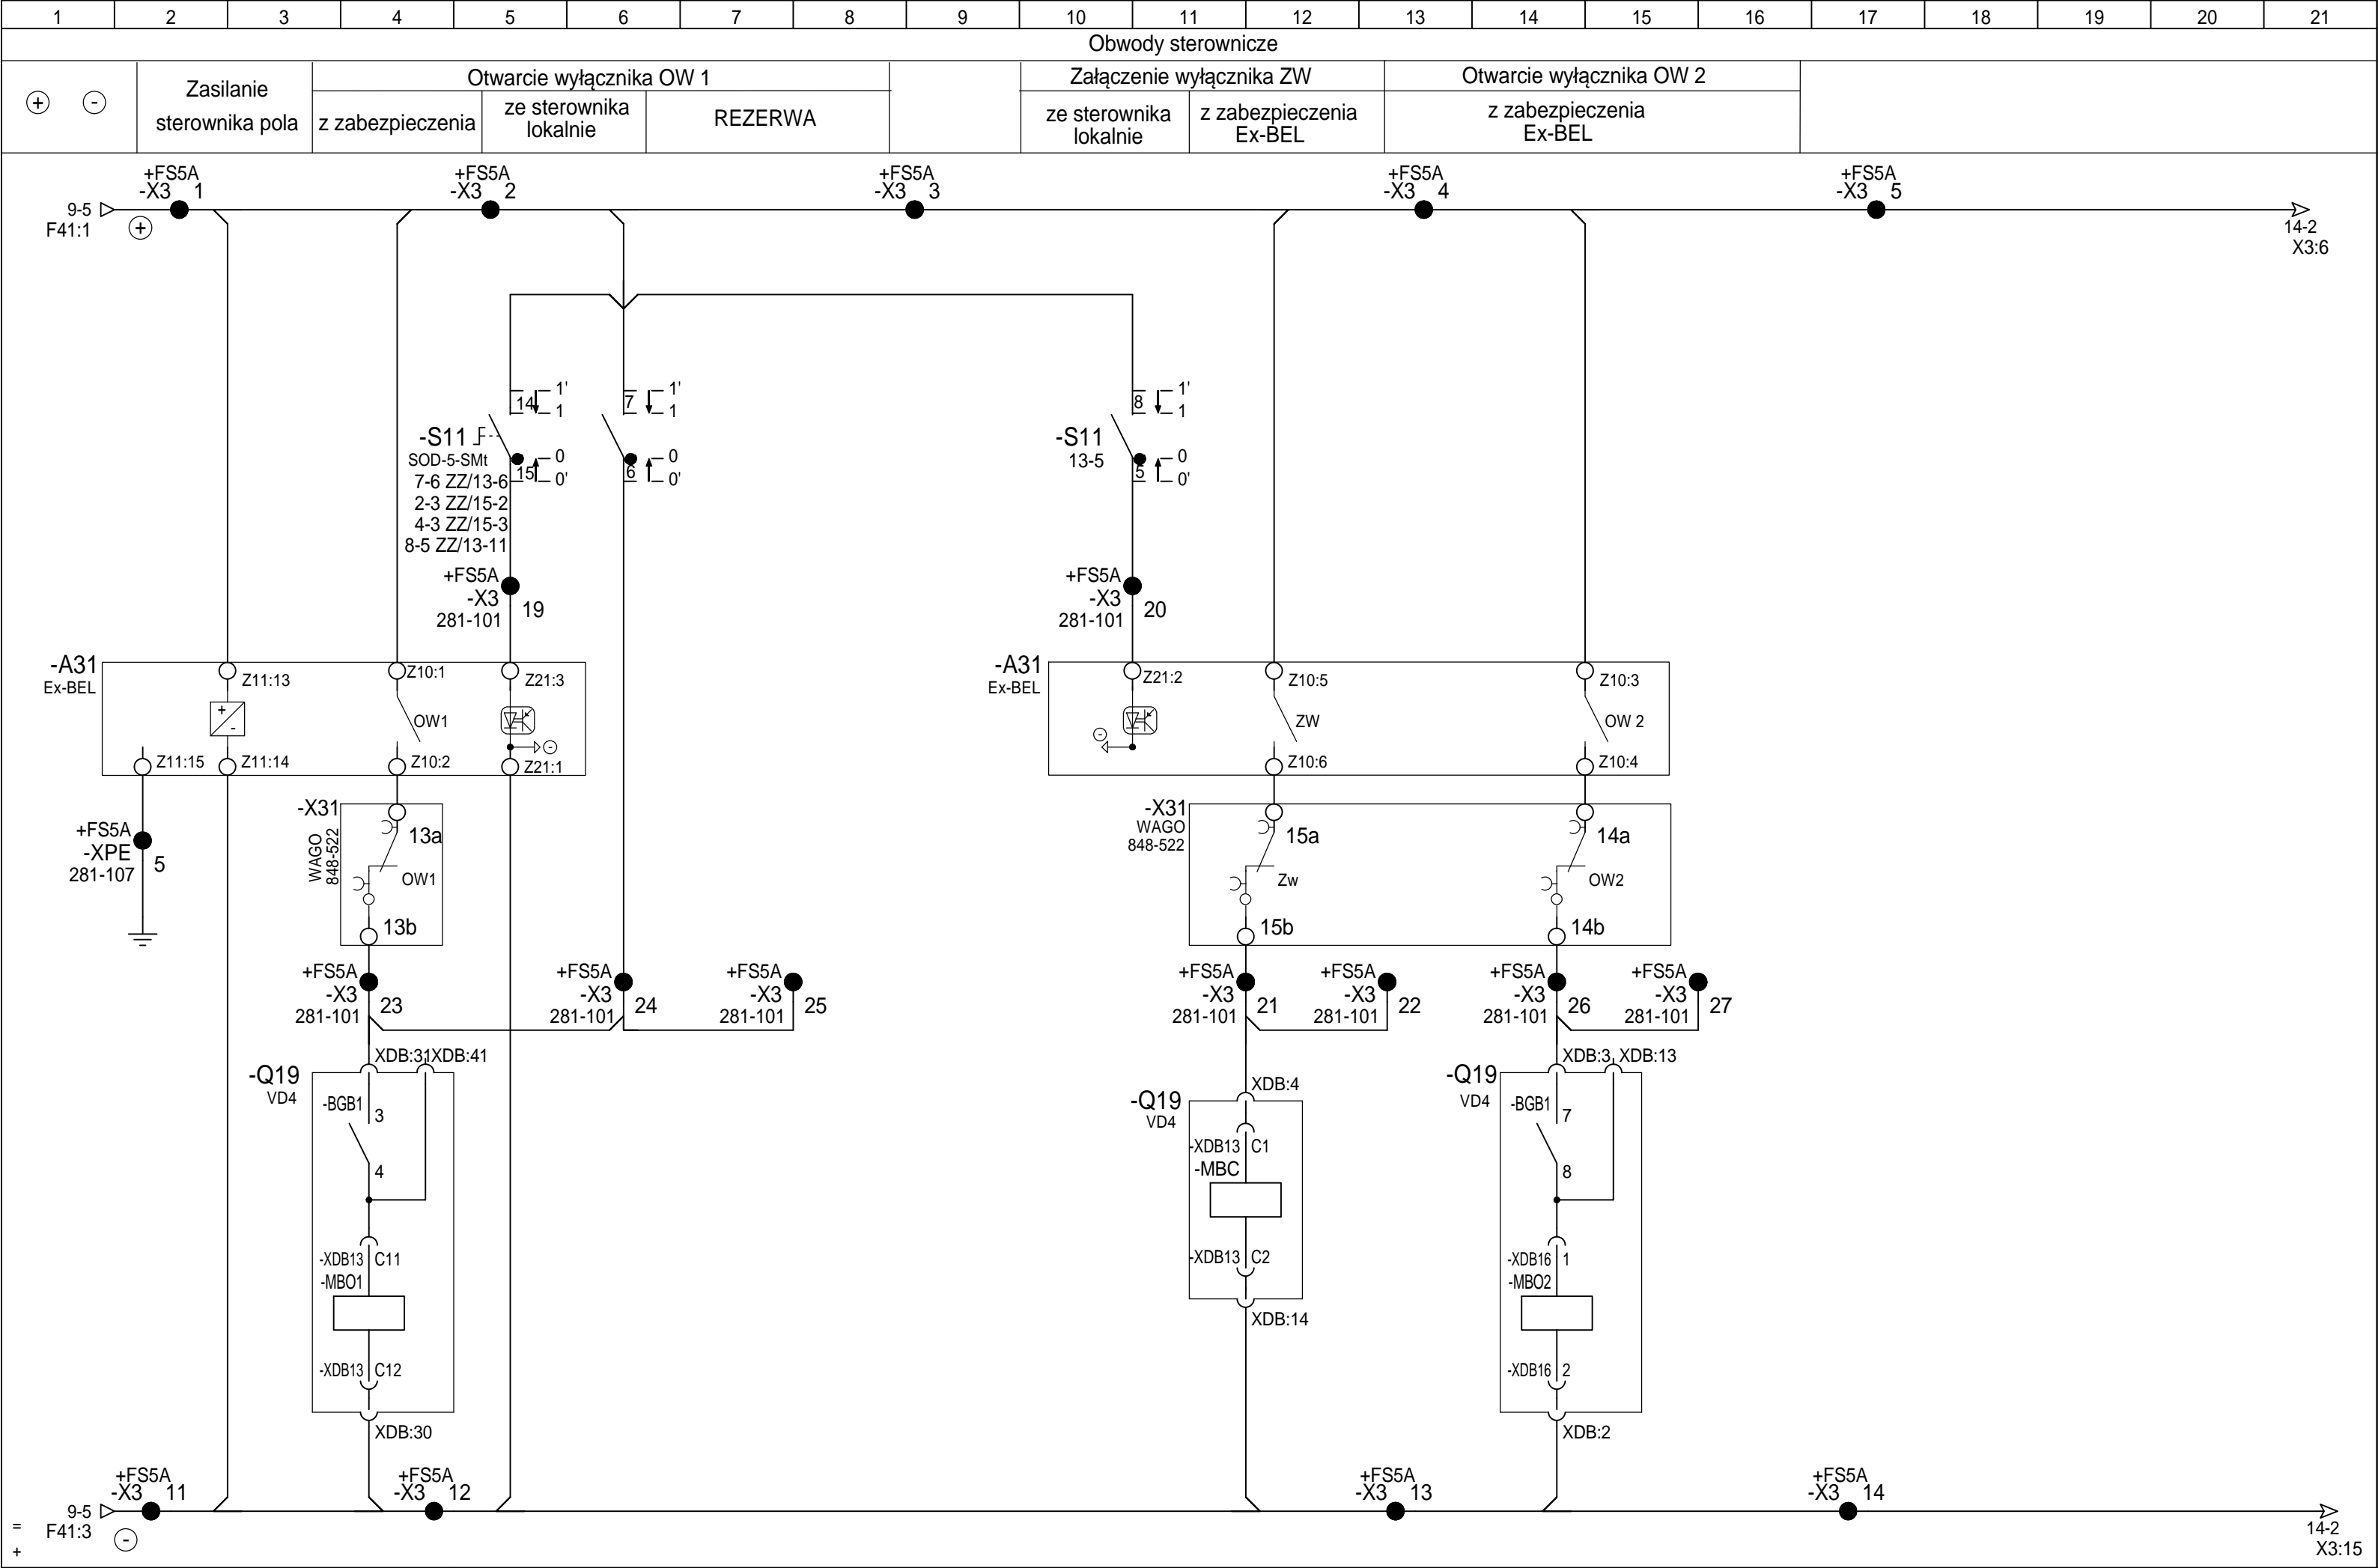 1 2 3 4 5 6 7 8 9 10 11 12 13 14 15 16 17 18 19 20 21
Obwody sterownicze
+ -
Zasilanie
sterownika pola
Otwarcie wyłącznika OW 1
z zabezpieczenia
ze sterownika
lokalnie
REZERWA
Załączenie wyłącznika ZW
ze sterownika
lokalnie
z zabezpieczenia
Ex-BEL
Otwarcie wyłącznika OW 2
z zabezpieczenia
Ex-BEL
9-5
F41:1
+
+FS5A
-X3 1
+FS5A
-X3 2
+FS5A
-X3 3
+FS5A
-X3 4
+FS5A
-X3 5
14-2
X3:6
-S11
SOD-5-SMt
7-6 ZZ/13-6
2-3 ZZ/15-2
4-3 ZZ/15-3
8-5 ZZ/13-11
14 1'
1
0
15 0'
7 1'
1
0
6 0'
-S11
13-5
8 1'
1
0
5 0'
+FS5A
-X3
19
281-101
+FS5A
-X3
20
281-101
-A31
Ex-BEL
Z11:13
Z10:1
Z21:3
+
-
OW1
-
Z11:15
Z11:14
Z10:2
Z21:1
-A31
Ex-BEL
Z21:2
Z10:5
Z10:3
-
ZW
OW 2
Z10:6
Z10:4
+FS5A
-XPE
5
281-107
-X31
WAGO
848-522
13a
OW1
13b
-X31
WAGO
848-522
15a
Zw
15b
14a
OW2
14b
+FS5A
-X3
23
281-101
+FS5A
-X3
24
281-101
+FS5A
-X3
25
281-101
+FS5A
-X3
21
281-101
+FS5A
-X3
22
281-101
+FS5A
-X3
26
281-101
+FS5A
-X3
27
281-101
XDB:31 XDB:41
-Q19
VD4
-BGB1
3
4
-XDB13 C11
-MBO1
-XDB13 C12
XDB:30
XDB:4
-Q19
VD4
-XDB13 C1
-MBC
-XDB13 C2
XDB:14
XDB:3 XDB:13
-Q19
VD4
-BGB1
7
8
-XDB16 1
-MBO2
-XDB16 2
XDB:2
9-5
F41:3
-
+FS5A
-X3 11
+FS5A
-X3 12
+FS5A
-X3 13
+FS5A
-X3 14
14-2
X3:15
=
+